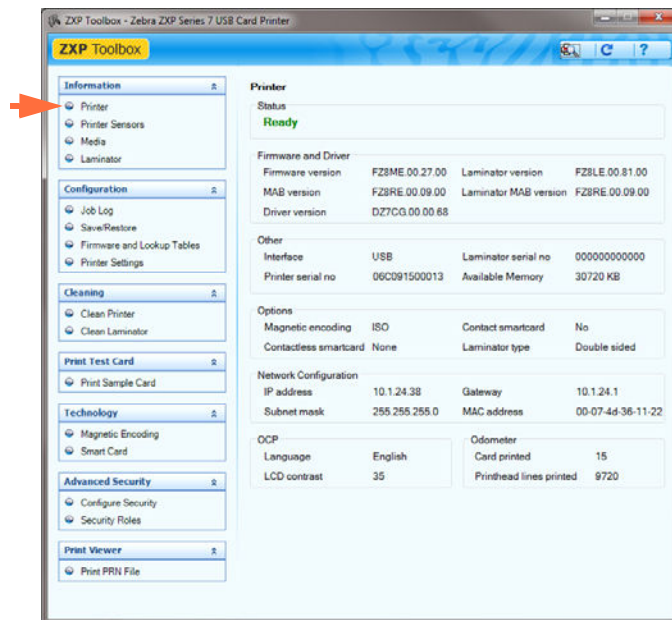 ZXP Toolbox - Zebra ZXP Series 7 USB Card Printer
ZXP Toolbox
?
Information
Printer
Printer Sensors
Media
Laminator
Configuration
Job Log
Save/Restore
Firmware and Lookup Tables
Printer Settings
Cleaning
Clean Printer
Clean Laminator
Print Test Card
Print Sample Card
Technology
Magnetic Encoding
Smart Card
Advanced Security
Configure Security
Security Roles
Print Viewer
Print PRN File
Printer
Status
Ready
Firmware and Driver
Firmware version FZ8ME.00.27.00 Laminator version FZ8LE.00.81.00
MAB version FZ8RE.00.09.00 Laminator MAB version FZ8RE.00.09.00
Driver version DZ7CG.00.00.68
Other
Interface USB Laminator serial no 000000000000
Printer serial no 06C091500013 Available Memory 30720 KB
Options
Magnetic encoding ISO Contact smartcard No
Contactless smartcard None Laminator type Double sided
Network Configuration
IP address 10.1.24.38 Gateway 10.1.24.1
Subnet mask 255.255.255.0 MAC address 00-07-4d-36-11-22
OCP
Language English
LCD contrast 35
Odometer
Card printed 15
Printhead lines printed 9720